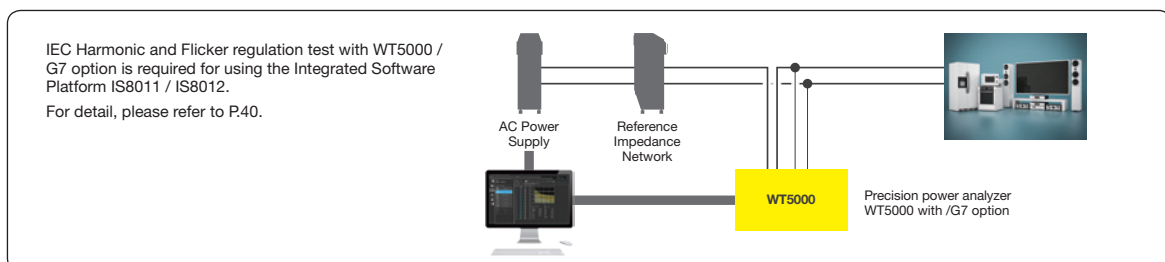 IEC Harmonic and Flicker regulation test with WT5000 /
G7 option is required for using the Integrated Software
Platform IS8011 / IS8012.
For detail, please refer to P.40.
AC Power
Supply
Reference
Impedance
Network
WT5000
Precision power analyzer
WT5000 with /G7 option